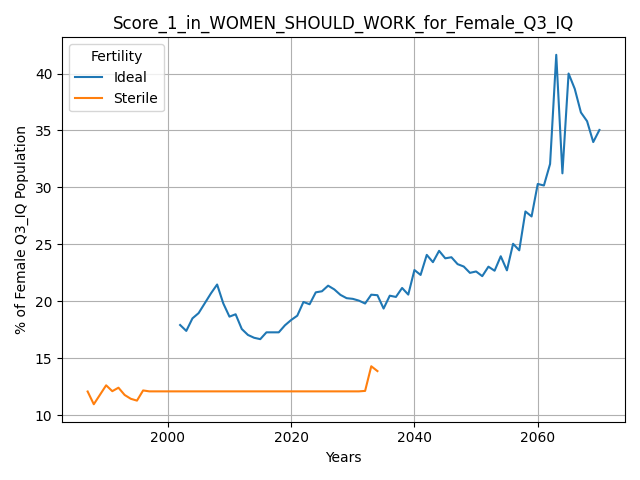 Score_1_in_WOMEN_SHOULD_WORK_for_Female_Q3_IQ
Fertility
Ideal
Sterile
% of Female Q3_IQ Population
40
35
30
25
20
15
10
2000
2020
2040
2060
Years